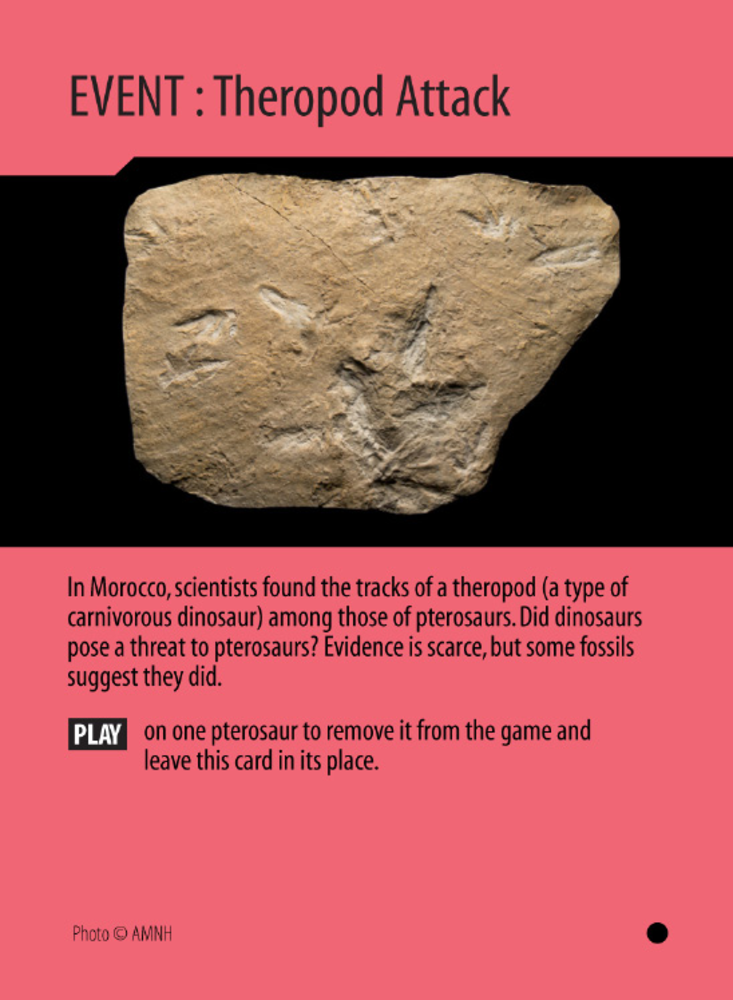 EVENT : Theropod Attack
In Morocco, scientists found the tracks of a theropod (a type of
carnivorous dinosaur) among those of pterosaurs. Did dinosaurs
pose a threat to pterosaurs? Evidence is scarce, but some fossils
suggest they did.
PLAY on one pterosaur to remove it from the game and
leave this card in its place.
Photo © AMNH